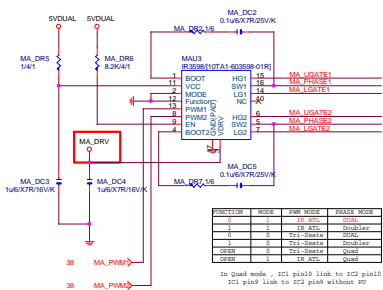 5VDUAL
5VDUAL
MA_DC2
0.1u/6/X7R/25V/K
MA_DR2 1/6
MA_DR5
1/4/1
MA_DR6
8.2K/4/1
MAU3
IR3598/[10TA1-603598-01R]
1 BOOT HG1 15 MA_UGATE1
11 VCC SW1 16 MA_PHASE1
2 MODE LG1 14 MA_LGATE1
12 Function NC 10
13 PWM1
8 PWM2 HG2 6 MA_UGATE2
9 EN SW2 5 MA_PHASE2
4 BOOT2 LG2 7 MA_LGATE2
GND(PAD)
VDRV
MA_DRV
MA_DC3
1u/6/X7R/16V/K
MA_DC4
1u/6/X7R/16V/K
MA_DR7 1/6
MA_DC5
0.1u/6/X7R/25V/K
38 MA_PWM1
38 MA_PWM2
FUNCTION MODE PWM MODE PHASE MODE
0 1 IR ATL DUAL
1 1 IR ATL Doubler
0 0 Tri-State DUAL
1 0 Tri-State Doubler
OPEN 0 Tri-State Quad
OPEN 1 IR ATL Quad
In Quad mode , IC1 pin10 link to IC2 pin10
IC1 pin9 link to IC2 pin9 without PU